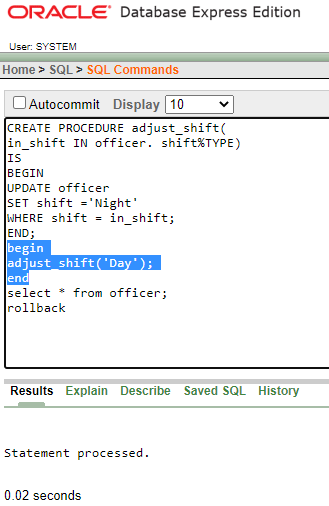 ORACLE® Database Express Edition
User: SYSTEM
Home > SQL > SQL Commands
Autocommit Display 10
CREATE PROCEDURE adjust_shift(
in_shift IN officer. shift%TYPE)
IS
BEGIN
UPDATE officer
SET shift ='Night'
WHERE shift = in_shift;
END;
begin
adjust_shift('Day');
end
select * from officer;
rollback
Results Explain Describe Saved SQL History
Statement processed.
0.02 seconds